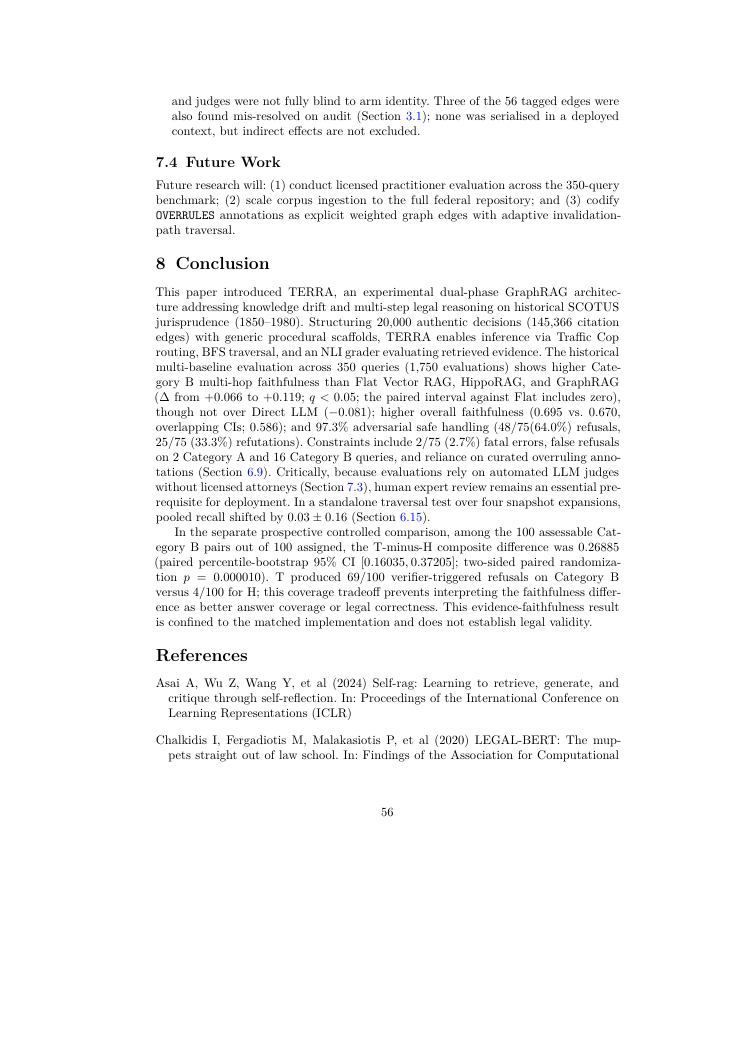 and judges were not fully blind to arm identity. Three of the 56 tagged edges were
also found mis-resolved on audit (Section 3.1); none was serialised in a deployed
context, but indirect effects are not excluded.
7.4 Future Work
Future research will: (1) conduct licensed practitioner evaluation across the 350-query
benchmark; (2) scale corpus ingestion to the full federal repository; and (3) codify
OVERRULES annotations as explicit weighted graph edges with adaptive invalidation-
path traversal.
8 Conclusion
This paper introduced TERRA, an experimental dual-phase GraphRAG architec-
ture addressing knowledge drift and multi-step legal reasoning on historical SCOTUS
jurisprudence (1850–1980). Structuring 20,000 authentic decisions (145,366 citation
edges) with generic procedural scaffolds, TERRA enables inference via Traffic Cop
routing, BFS traversal, and an NLI grader evaluating retrieved evidence. The historical
multi-baseline evaluation across 350 queries (1,750 evaluations) shows higher Cate-
gory B multi-hop faithfulness than Flat Vector RAG, HippoRAG, and GraphRAG
(Δ from +0.066 to +0.119; q < 0.05; the paired interval against Flat includes zero),
though not over Direct LLM (−0.081); higher overall faithfulness (0.695 vs. 0.670,
overlapping CIs; 0.586); and 97.3% adversarial safe handling (48/75(64.0%) refusals,
25/75 (33.3%) refutations). Constraints include 2/75 (2.7%) fatal errors, false refusals
on 2 Category A and 16 Category B queries, and reliance on curated overruling anno-
tations (Section 6.9). Critically, because evaluations rely on automated LLM judges
without licensed attorneys (Section 7.3), human expert review remains an essential pre-
requisite for deployment. In a standalone traversal test over four snapshot expansions,
pooled recall shifted by 0.03 ± 0.16 (Section 6.15).
In the separate prospective controlled comparison, among the 100 assessable Cat-
egory B pairs out of 100 assigned, the T-minus-H composite difference was 0.26885
(paired percentile-bootstrap 95% CI [0.16035, 0.37205]; two-sided paired randomiza-
tion p = 0.000010). T produced 69/100 verifier-triggered refusals on Category B
versus 4/100 for H; this coverage tradeoff prevents interpreting the faithfulness differ-
ence as better answer coverage or legal correctness. This evidence-faithfulness result
is confined to the matched implementation and does not establish legal validity.
References
Asai A, Wu Z, Wang Y, et al (2024) Self-rag: Learning to retrieve, generate, and
critique through self-reflection. In: Proceedings of the International Conference on
Learning Representations (ICLR)
Chalkidis I, Fergadiotis M, Malakasiotis P, et al (2020) LEGAL-BERT: The mup-
pets straight out of law school. In: Findings of the Association for Computational
56